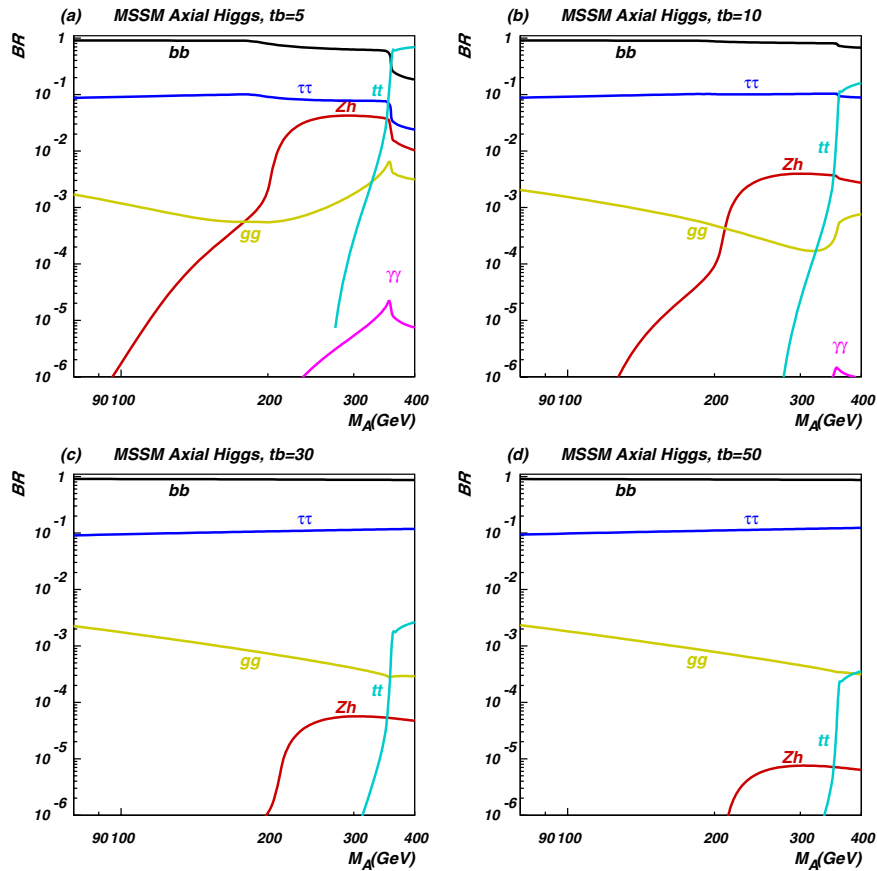 (a) MSSM Axial Higgs, tb=5
BR
1
10 -1
10 -2
10 -3
10 -4
10 -5
10 -6
bb
ττ
tt
Zh
gg
γγ
90 100 200 300 400
M_A(GeV)
(b) MSSM Axial Higgs, tb=10
BR
1
10 -1
10 -2
10 -3
10 -4
10 -5
10 -6
bb
ττ
tt
Zh
gg
γγ
90 100 200 300 400
M_A(GeV)
(c) MSSM Axial Higgs, tb=30
BR
1
10 -1
10 -2
10 -3
10 -4
10 -5
10 -6
bb
ττ
gg
tt
Zh
90 100 200 300 400
M_A(GeV)
(d) MSSM Axial Higgs, tb=50
BR
1
10 -1
10 -2
10 -3
10 -4
10 -5
10 -6
bb
ττ
gg
tt
Zh
90 100 200 300 400
M_A(GeV)